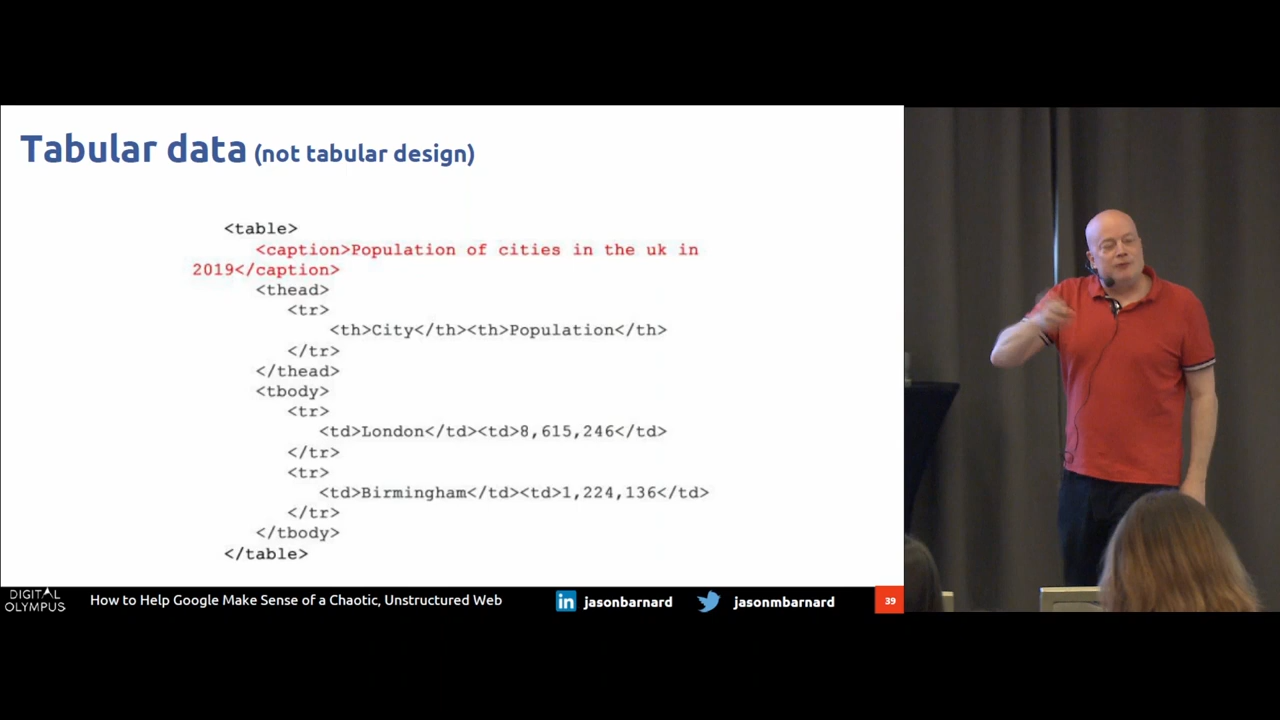 Tabular data (not tabular design)
<table>
<caption>Population of cities in the uk in
2019</caption>
<thead>
<tr>
<th>City</th><th>Population</th>
</tr>
</thead>
<tbody>
<tr>
<td>London</td><td>8,615,246</td>
</tr>
<tr>
<td>Birmingham</td><td>1,224,136</td>
</tr>
</tbody>
</table>
DIGITAL
OLYMPUS
How to Help Google Make Sense of a Chaotic, Unstructured Web
in jasonbarnard
jasonmbarnard
39